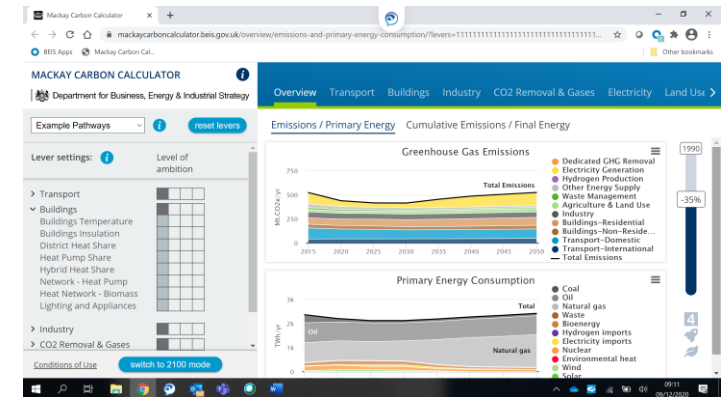 Mackay Carbon Calculator
mackaycarboncalculator.beis.gov.uk/overview/emissions-and-primary-energy-consumption/?levers=1111111111111111111111111111111...
BEIS Apps Mackay Carbon Cal... Other bookmarks
MACKAY CARBON CALCULATOR
Department for Business, Energy & Industrial Strategy
Overview Transport Buildings Industry CO2 Removal & Gases Electricity Land Use
Example Pathways
reset levers
Emissions / Primary Energy Cumulative Emissions / Final Energy
Lever settings:
Level of
ambition
Transport
Buildings
Buildings Temperature
Buildings Insulation
District Heat Share
Heat Pump Share
Hybrid Heat Share
Network - Heat Pump
Heat Network - Biomass
Lighting and Appliances
Industry
CO2 Removal & Gases
Conditions of Use
switch to 2100 mode
Greenhouse Gas Emissions
Mt.CO2e/yr
750
500
250
0
2015 2020 2025 2030 2035 2040 2045 2050
Total Emissions
Dedicated GHG Removal
Electricity Generation
Hydrogen Production
Other Energy Supply
Waste Management
Agriculture & Land Use
Industry
Buildings-Residential
Buildings-Non-Reside...
Transport-Domestic
Transport-International
Total Emissions
Primary Energy Consumption
TWh/yr
3k
2k
1k
0
Total
Oil
Natural gas
Coal
Oil
Natural gas
Waste
Bioenergy
Hydrogen imports
Electricity imports
Nuclear
Environmental heat
Wind
Solar
1990
-35%
4
09:11
09/12/2020